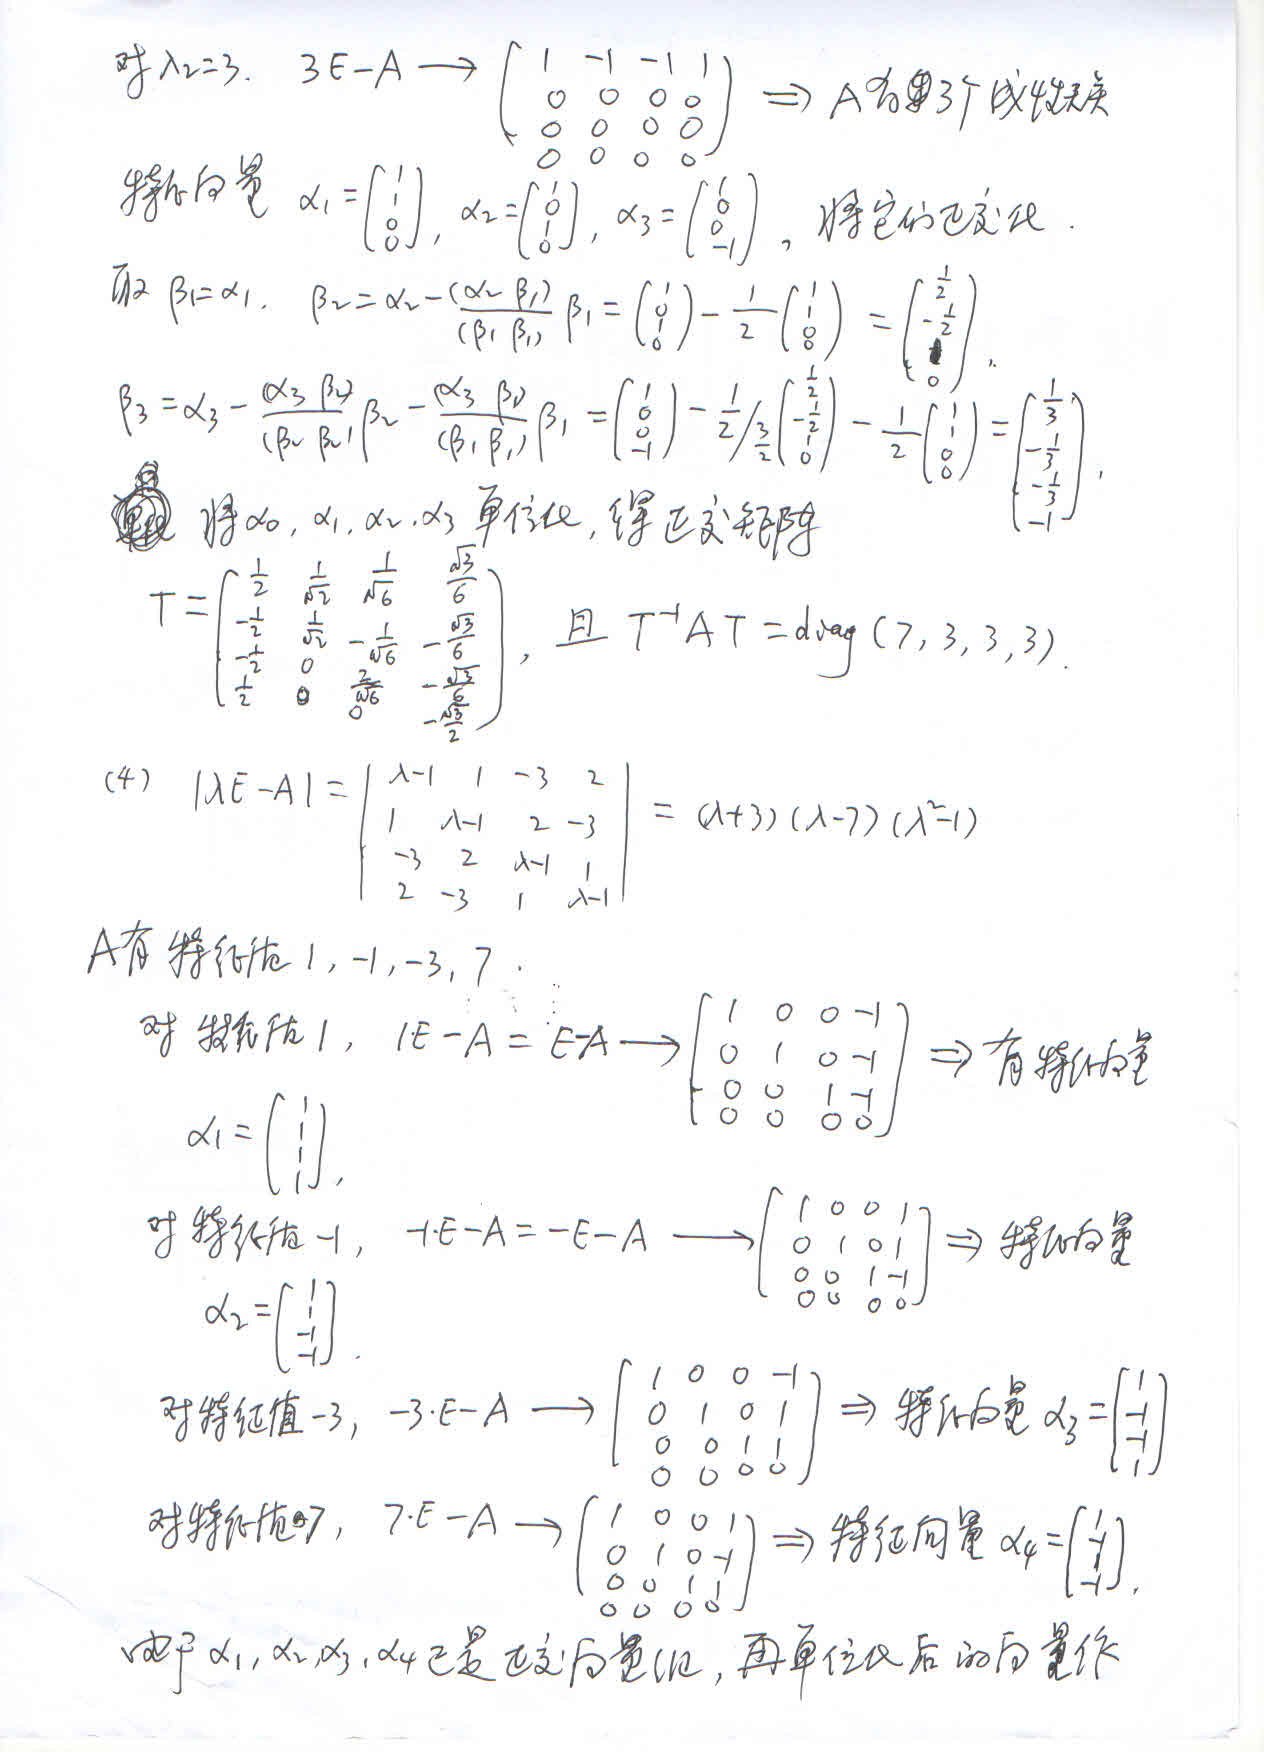 对λ2=3. 3E-A → (1 -1 -1 1; 0 0 0 0; 0 0 0 0; 0 0 0 0) ⇒ A有3个线性无关
特征向量 α1=(1; 1; 0; 0), α2=(1; 0; 1; 0), α3=(1; 0; 0; -1), 将它们正交化.
取 β1=α1. β2=α2-(α2 β1)/(β1 β1) β1=(1; 0; 1; 0)-1/2(1; 1; 0; 0)=(1/2; -1/2; 1; 0).
β3=α3-(α3 β2)/(β2 β2) β2-(α3 β1)/(β1 β1) β1=(1; 0; 0; -1)-1/2/3/2(1/2; -1/2; 1; 0)-1/2(1; 1; 0; 0)=(1/3; -1/3; -1/3; -1).
将α0, α1, α2, α3单位化, 得正交矩阵
T=(1/2 1/√2 1/√6 √3/6; -1/2 1/√2 -1/√6 -√3/6; -1/2 0 2/√6 -√3/6; 1/2 0 0 -√3/2), 且 T⁻¹AT=diag(7, 3, 3, 3).
(4) |λE-A|=|λ-1 1 -3 2; 1 λ-1 2 -3; -3 2 λ-1 1; 2 -3 1 λ-1|=(λ+3)(λ-7)(λ²-1)
A有特征值1, -1, -3, 7.
对特征值1, 1·E-A=E-A → (1 0 0 -1; 0 1 0 -1; 0 0 1 -1; 0 0 0 0) ⇒ 有特征向量
α1=(1; 1; 1; 1),
对特征值-1, -1·E-A=-E-A → (1 0 0 1; 0 1 0 1; 0 0 1 -1; 0 0 0 0) ⇒ 特征向量
α2=(1; 1; -1; -1).
对特征值-3, -3·E-A → (1 0 0 -1; 0 1 0 1; 0 0 1 1; 0 0 0 0) ⇒ 特征向量 α3=(1; -1; -1; 1)
对特征值7, 7·E-A → (1 0 0 1; 0 1 0 -1; 0 0 1 1; 0 0 0 0) ⇒ 特征向量 α4=(1; -1; 1; -1).
由于α1, α2, α3, α4已是正交向量组, 再单位化后的向量作